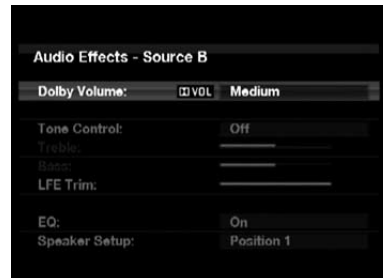 Audio Effects - Source B
Dolby Volume: VOL Medium
Tone Control: Off
Treble:
Bass:
LFE Trim:
EQ: On
Speaker Setup: Position 1